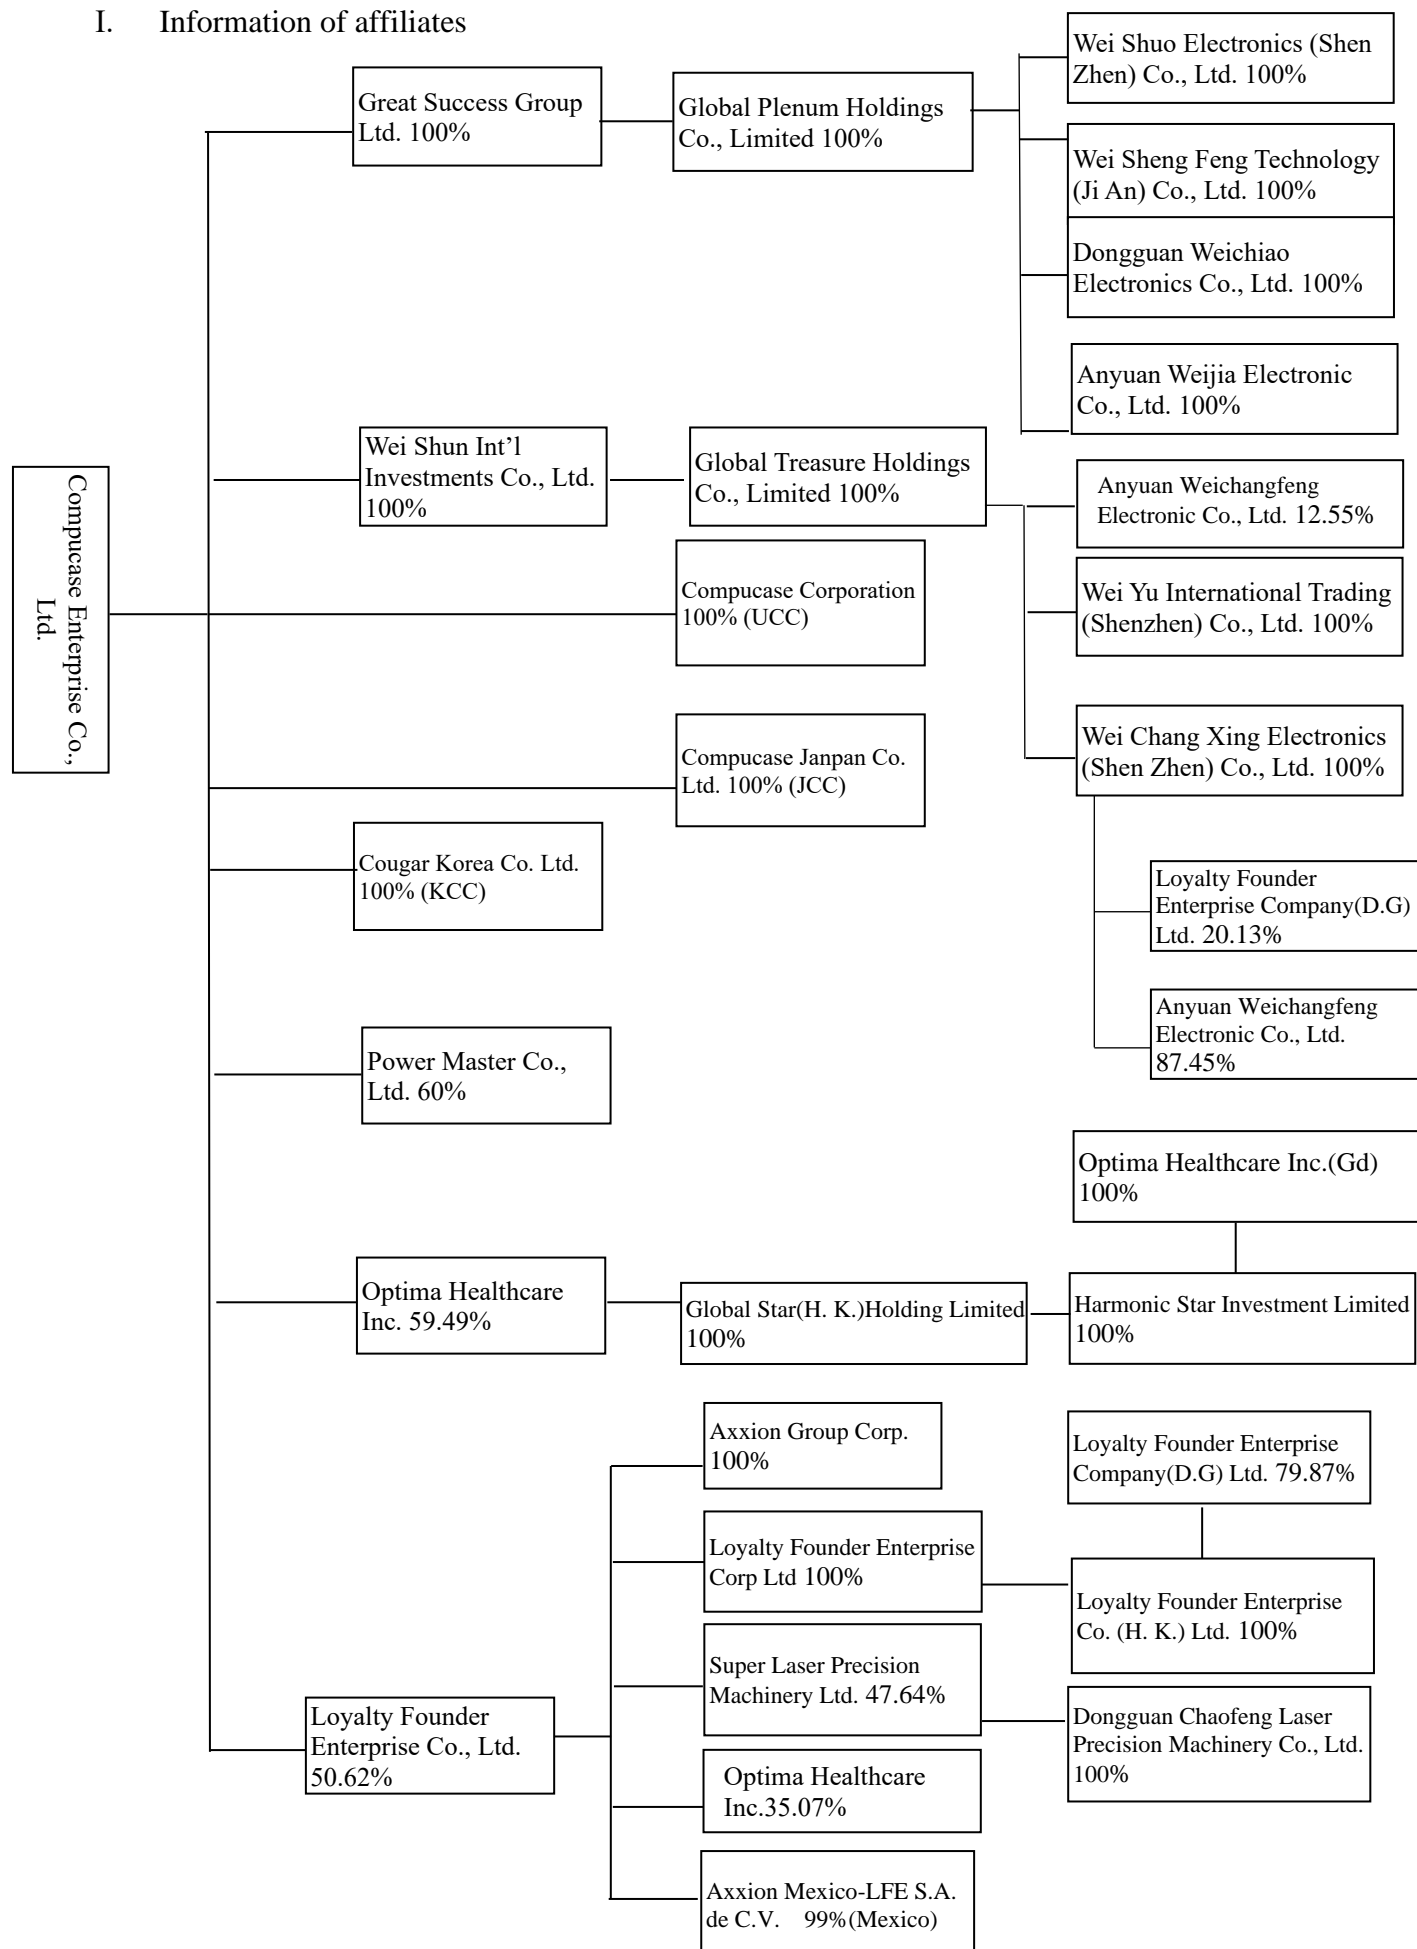 I. Information of affiliates
Wei Shuo Electronics (Shen
Zhen) Co., Ltd. 100%
Great Success Group
Ltd. 100%
Global Plenum Holdings
Co., Limited 100%
Wei Sheng Feng Technology
(Ji An) Co., Ltd. 100%
Dongguan Weichiao
Electronics Co., Ltd. 100%
Anyuan Weijia Electronic
Co., Ltd. 100%
Wei Shun Int’l
Investments Co., Ltd.
100%
Global Treasure Holdings
Co., Limited 100%
Anyuan Weichangfeng
Electronic Co., Ltd. 12.55%
Compucase Enterprise Co.,
Ltd.
Compucase Corporation
100% (UCC)
Wei Yu International Trading
(Shenzhen) Co., Ltd. 100%
Compucase Janpan Co.
Ltd. 100% (JCC)
Wei Chang Xing Electronics
(Shen Zhen) Co., Ltd. 100%
Cougar Korea Co. Ltd.
100% (KCC)
Loyalty Founder
Enterprise Company(D.G)
Ltd. 20.13%
Anyuan Weichangfeng
Electronic Co., Ltd.
87.45%
Power Master Co.,
Ltd. 60%
Optima Healthcare Inc.(Gd)
100%
Optima Healthcare
Inc. 59.49%
Global Star(H. K.)Holding Limited
100%
Harmonic Star Investment Limited
100%
Axxion Group Corp.
100%
Loyalty Founder Enterprise
Company(D.G) Ltd. 79.87%
Loyalty Founder Enterprise
Corp Ltd 100%
Loyalty Founder Enterprise
Co. (H. K.) Ltd. 100%
Super Laser Precision
Machinery Ltd. 47.64%
Loyalty Founder
Enterprise Co., Ltd.
50.62%
Dongguan Chaofeng Laser
Precision Machinery Co., Ltd.
100%
Optima Healthcare
Inc.35.07%
Axxion Mexico-LFE S.A.
de C.V. 99%(Mexico)